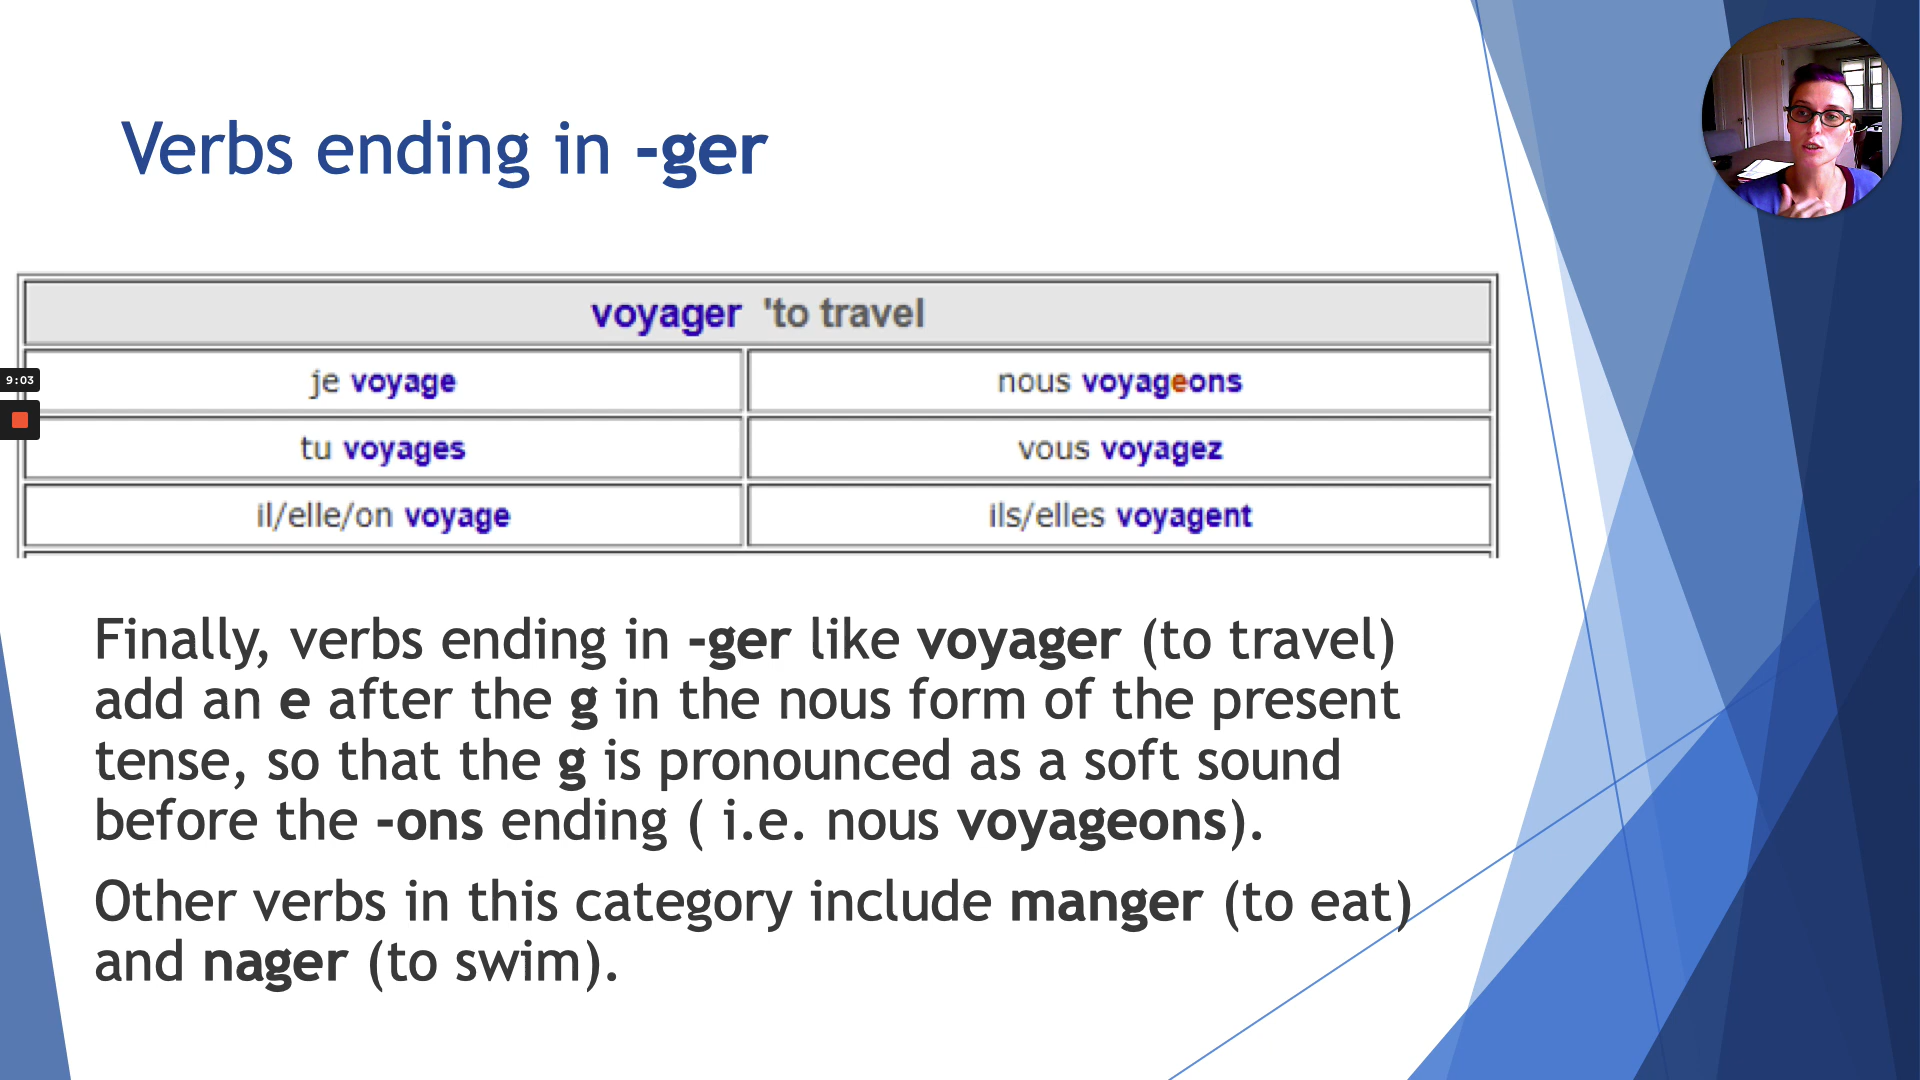 Verbs ending in -ger
voyager 'to travel
je voyage
nous voyageons
9:03
tu voyages
vous voyagez
il/elle/on voyage
ils/elles voyagent
Finally, verbs ending in -ger like voyager (to travel)
add an e after the g in the nous form of the present
tense, so that the g is pronounced as a soft sound
before the -ons ending ( i.e. nous voyageons).
Other verbs in this category include manger (to eat)
and nager (to swim).